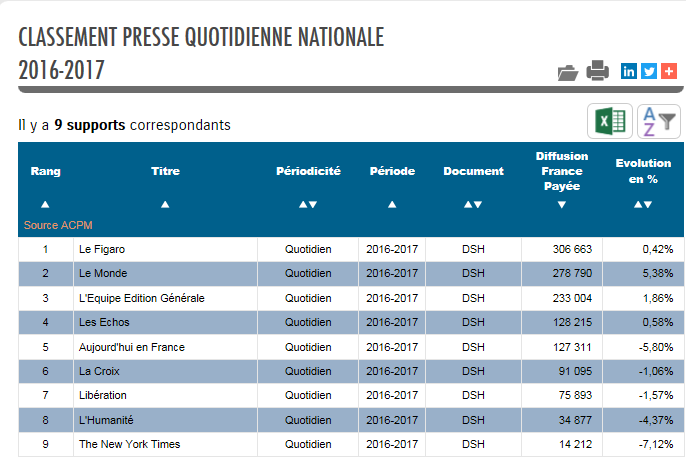 CLASSEMENT PRESSE QUOTIDIENNE NATIONALE
2016-2017
Il y a 9 supports correspondants
Rang Titre Périodicité Période Document Diffusion France Payée Evolution en %
Source ACPM
1 Le Figaro Quotidien 2016-2017 DSH 306 663 0,42%
2 Le Monde Quotidien 2016-2017 DSH 278 790 5,38%
3 L'Equipe Edition Générale Quotidien 2016-2017 DSH 233 004 1,86%
4 Les Echos Quotidien 2016-2017 DSH 128 215 0,58%
5 Aujourd'hui en France Quotidien 2016-2017 DSH 127 311 -5,80%
6 La Croix Quotidien 2016-2017 DSH 91 095 -1,06%
7 Libération Quotidien 2016-2017 DSH 75 893 -1,57%
8 L'Humanité Quotidien 2016-2017 DSH 34 877 -4,37%
9 The New York Times Quotidien 2016-2017 DSH 14 212 -7,12%